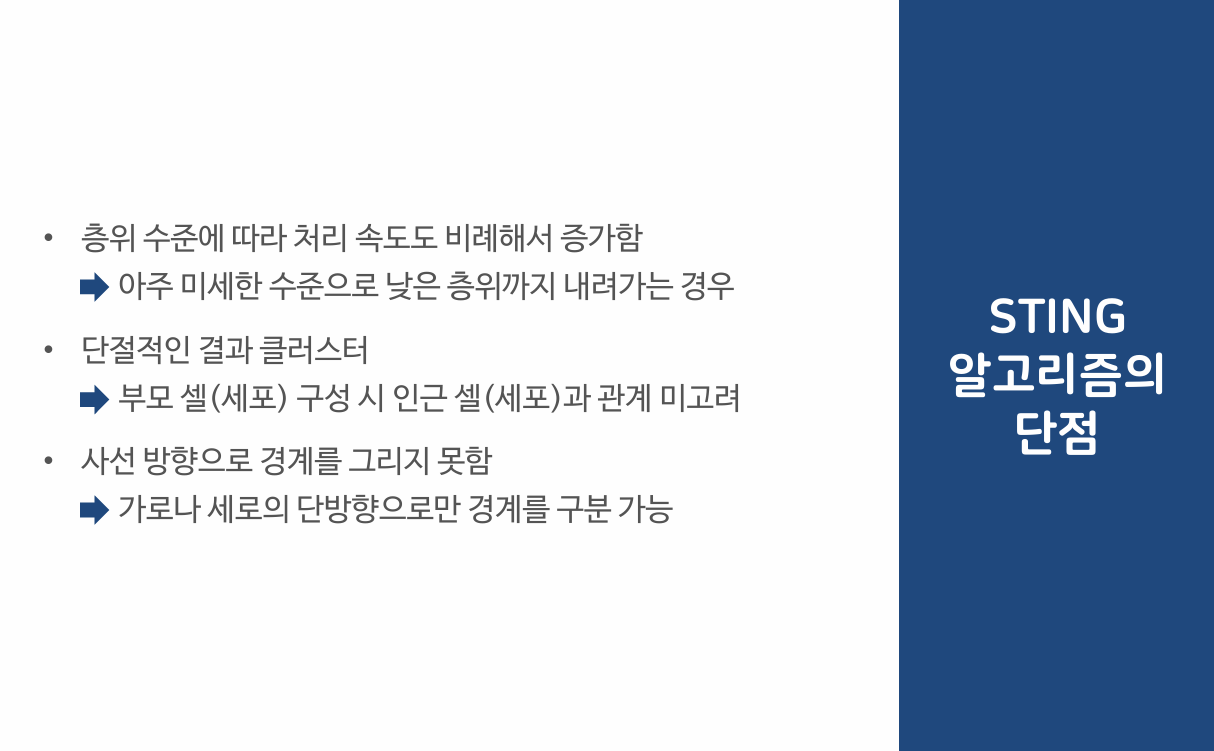 • 층위 수준에 따라 처리 속도도 비례해서 증가함
아주 미세한 수준으로 낮은 층위까지 내려가는 경우
• 단절적인 결과 클러스터
부모 셀(세포) 구성 시 인근 셀(세포)과 관계 미고려
• 사선 방향으로 경계를 그리지 못함
가로나 세로의 단방향으로만 경계를 구분 가능
STING
알고리즘의
단점